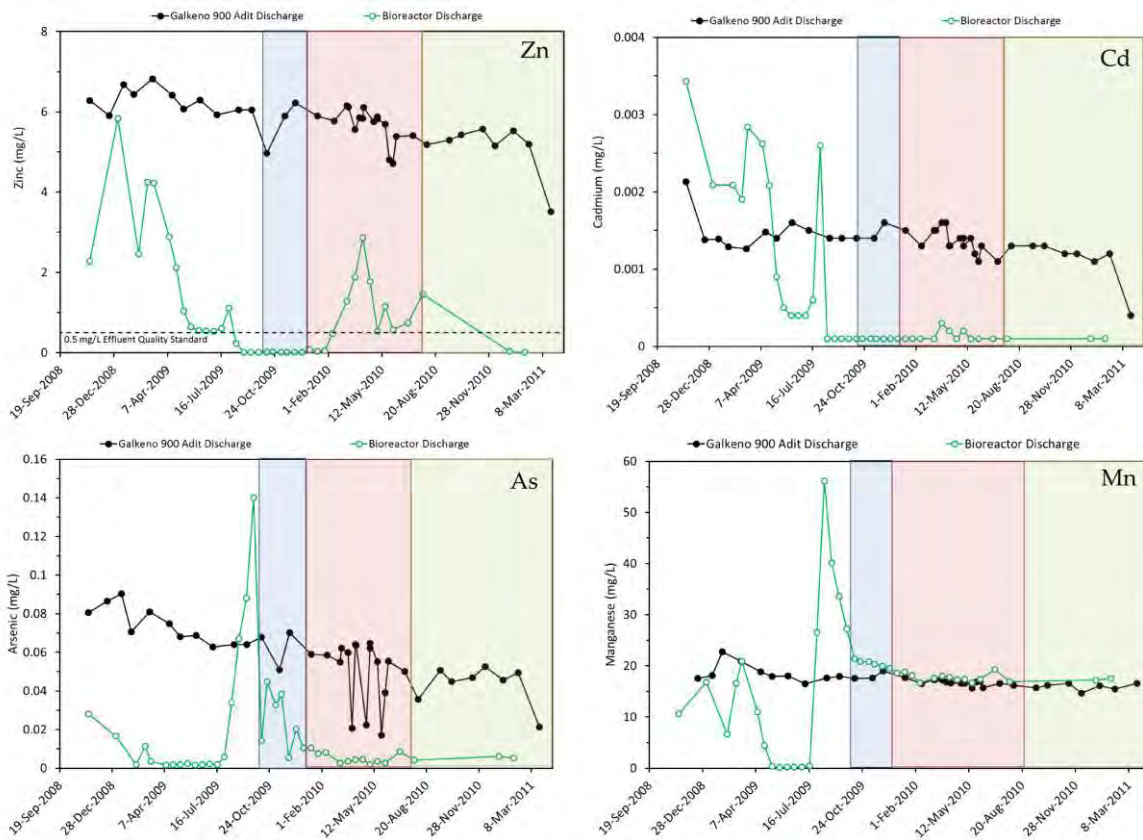 Galkeno 900 Adit Discharge Bioreactor Discharge
Zn
Zinc (mg/L)
8
6
4
2
0
0.5 mg/L Effluent Quality Standard
19-Sep-2008 28-Dec-2008 7-Apr-2009 16-Jul-2009 24-Oct-2009 1-Feb-2010 12-May-2010 20-Aug-2010 28-Nov-2010 8-Mar-2011
Cd
Galkeno 900 Adit Discharge Bioreactor Discharge
Cadmium (mg/L)
0.004
0.003
0.002
0.001
0.000
19-Sep-2008 28-Dec-2008 7-Apr-2009 16-Jul-2009 24-Oct-2009 1-Feb-2010 12-May-2010 20-Aug-2010 28-Nov-2010 8-Mar-2011
Galkeno 900 Adit Discharge Bioreactor Discharge
As
Arsenic (mg/L)
0.16
0.14
0.12
0.1
0.08
0.06
0.04
0.02
0
19-Sep-2008 28-Dec-2008 7-Apr-2009 16-Jul-2009 24-Oct-2009 1-Feb-2010 12-May-2010 20-Aug-2010 28-Nov-2010 8-Mar-2011
Galkeno 900 Adit Discharge Bioreactor Discharge
Mn
Manganese (mg/L)
60
50
40
30
20
10
0
19-Sep-2008 28-Dec-2008 7-Apr-2009 16-Jul-2009 24-Oct-2009 1-Feb-2010 12-May-2010 20-Aug-2010 28-Nov-2010 8-Mar-2011